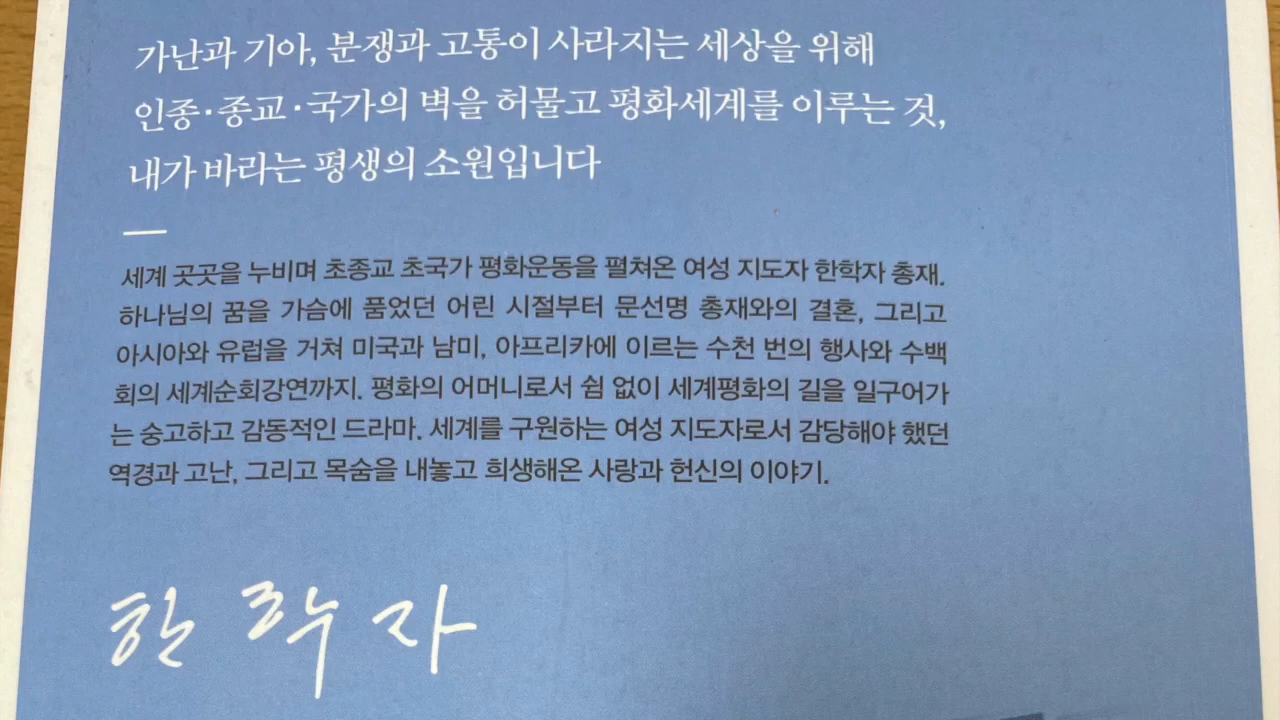 가난과 기아, 분쟁과 고통이 사라지는 세상을 위해
인종·종교·국가의 벽을 허물고 평화세계를 이루는 것,
내가 바라는 평생의 소원입니다
세계 곳곳을 누비며 초종교 초국가 평화운동을 펼쳐온 여성 지도자 한학자 총재.
하나님의 꿈을 가슴에 품었던 어린 시절부터 문선명 총재와의 결혼, 그리고
아시아와 유럽을 거쳐 미국과 남미, 아프리카에 이르는 수천 번의 행사와 수백
회의 세계순회강연까지. 평화의 어머니로서 쉼 없이 세계평화의 길을 일구어가
는 숭고하고 감동적인 드라마. 세계를 구원하는 여성 지도자로서 감당해야 했던
역경과 고난, 그리고 목숨을 내놓고 희생해온 사랑과 헌신의 이야기.
한학자